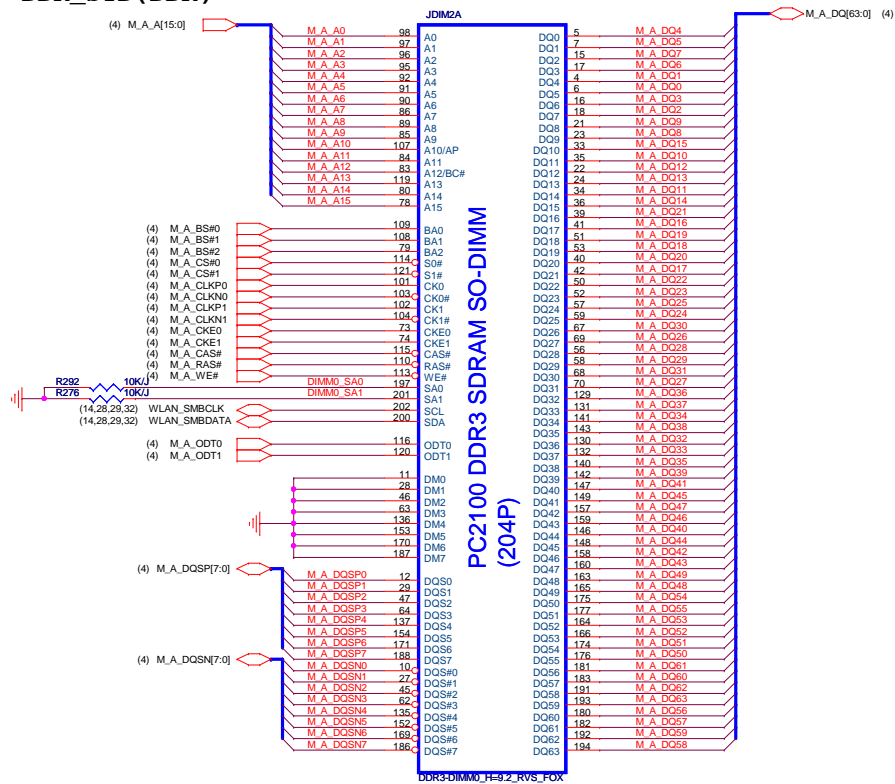 JDIM2A
(4) M_A_A[15:0]
M_A_DQ[63:0] (4)
M_A_A0 98 A0
M_A_A1 97 A1
M_A_A2 96 A2
M_A_A3 95 A3
M_A_A4 92 A4
M_A_A5 91 A5
M_A_A6 90 A6
M_A_A7 86 A7
M_A_A8 89 A8
M_A_A9 85 A9
M_A_A10 107 A10/AP
M_A_A11 84 A11
M_A_A12 83 A12/BC#
M_A_A13 119 A13
M_A_A14 80 A14
M_A_A15 78 A15
(4) M_A_BS#0 109 BA0
(4) M_A_BS#1 108 BA1
(4) M_A_BS#2 79 BA2
(4) M_A_CS#0 114 S0#
(4) M_A_CS#1 121 S1#
(4) M_A_CLKP0 101 CK0
(4) M_A_CLKN0 103 CK0#
(4) M_A_CLKP1 102 CK1
(4) M_A_CLKN1 104 CK1#
(4) M_A_CKE0 73 CKE0
(4) M_A_CKE1 74 CKE1
(4) M_A_CAS# 115 CAS#
(4) M_A_RAS# 110 RAS#
(4) M_A_WE# 113 WE#
R292 10K/J DIMM0_SA0 197 SA0
R276 10K/J DIMM0_SA1 201 SA1
(14,28,29,32) WLAN_SMBCLK 202 SCL
(14,28,29,32) WLAN_SMBDATA 200 SDA
(4) M_A_ODT0 116 ODT0
(4) M_A_ODT1 120 ODT1
11 DM0
28 DM1
46 DM2
63 DM3
136 DM4
153 DM5
170 DM6
187 DM7
(4) M_A_DQSP[7:0]
M_A_DQSP0 12 DQS0
M_A_DQSP1 29 DQS1
M_A_DQSP2 47 DQS2
M_A_DQSP3 64 DQS3
M_A_DQSP4 137 DQS4
M_A_DQSP5 154 DQS5
M_A_DQSP6 171 DQS6
M_A_DQSP7 188 DQS7
(4) M_A_DQSN[7:0]
M_A_DQSN0 10 DQS#0
M_A_DQSN1 27 DQS#1
M_A_DQSN2 45 DQS#2
M_A_DQSN3 62 DQS#3
M_A_DQSN4 135 DQS#4
M_A_DQSN5 152 DQS#5
M_A_DQSN6 169 DQS#6
M_A_DQSN7 186 DQS#7
PC2100 DDR3 SDRAM SO-DIMM
(204P)
DQ0 5 M_A_DQ4
DQ1 7 M_A_DQ5
DQ2 15 M_A_DQ7
DQ3 17 M_A_DQ6
DQ4 4 M_A_DQ1
DQ5 6 M_A_DQ0
DQ6 16 M_A_DQ3
DQ7 18 M_A_DQ2
DQ8 21 M_A_DQ9
DQ9 23 M_A_DQ8
DQ10 33 M_A_DQ15
DQ11 35 M_A_DQ10
DQ12 22 M_A_DQ12
DQ13 24 M_A_DQ13
DQ14 34 M_A_DQ11
DQ15 36 M_A_DQ14
DQ16 39 M_A_DQ21
DQ17 41 M_A_DQ16
DQ18 51 M_A_DQ19
DQ19 53 M_A_DQ18
DQ20 40 M_A_DQ20
DQ21 42 M_A_DQ17
DQ22 50 M_A_DQ22
DQ23 52 M_A_DQ23
DQ24 57 M_A_DQ25
DQ25 59 M_A_DQ24
DQ26 67 M_A_DQ30
DQ27 69 M_A_DQ26
DQ28 56 M_A_DQ28
DQ29 58 M_A_DQ29
DQ30 68 M_A_DQ31
DQ31 70 M_A_DQ27
DQ32 129 M_A_DQ36
DQ33 131 M_A_DQ37
DQ34 141 M_A_DQ34
DQ35 143 M_A_DQ38
DQ36 130 M_A_DQ32
DQ37 132 M_A_DQ33
DQ38 140 M_A_DQ35
DQ39 142 M_A_DQ39
DQ40 147 M_A_DQ41
DQ41 149 M_A_DQ45
DQ42 157 M_A_DQ47
DQ43 159 M_A_DQ46
DQ44 146 M_A_DQ40
DQ45 148 M_A_DQ44
DQ46 158 M_A_DQ42
DQ47 160 M_A_DQ43
DQ48 163 M_A_DQ49
DQ49 165 M_A_DQ48
DQ50 175 M_A_DQ54
DQ51 177 M_A_DQ55
DQ52 164 M_A_DQ53
DQ53 166 M_A_DQ52
DQ54 174 M_A_DQ51
DQ55 176 M_A_DQ50
DQ56 181 M_A_DQ61
DQ57 183 M_A_DQ60
DQ58 191 M_A_DQ62
DQ59 193 M_A_DQ63
DQ60 180 M_A_DQ56
DQ61 182 M_A_DQ57
DQ62 192 M_A_DQ59
DQ63 194 M_A_DQ58
DDR3-DIMM0_H=9.2_RVS_FOX